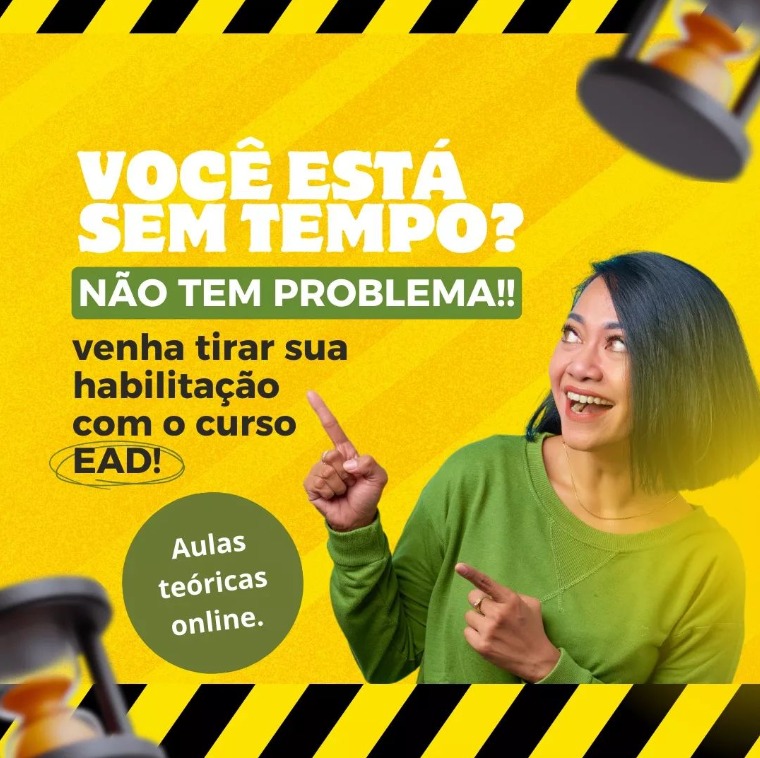 VOCÊ ESTÁ
SEM TEMPO?
NÃO TEM PROBLEMA!!
venha tirar sua
habilitação
com o curso
EAD!
Aulas
teóricas
online.